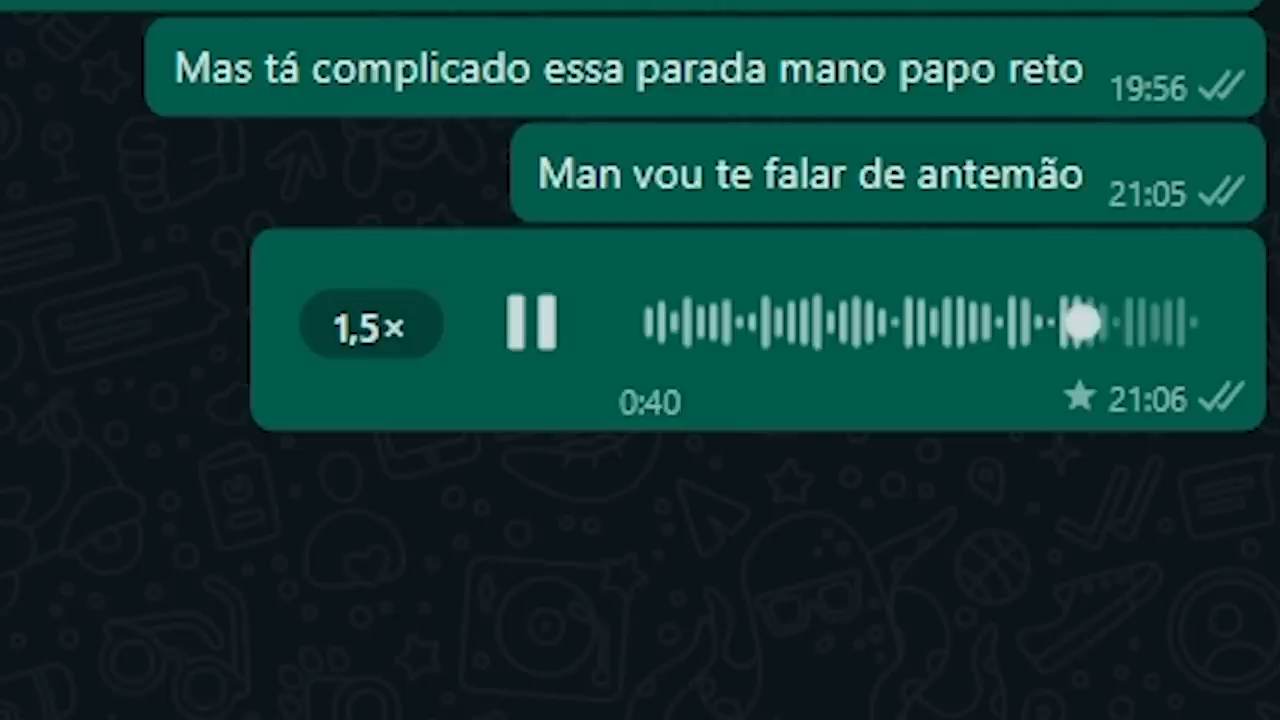 Mas tá complicado essa parada mano papo reto 19:56
Man vou te falar de antemão 21:05
1,5×
0:40 21:06